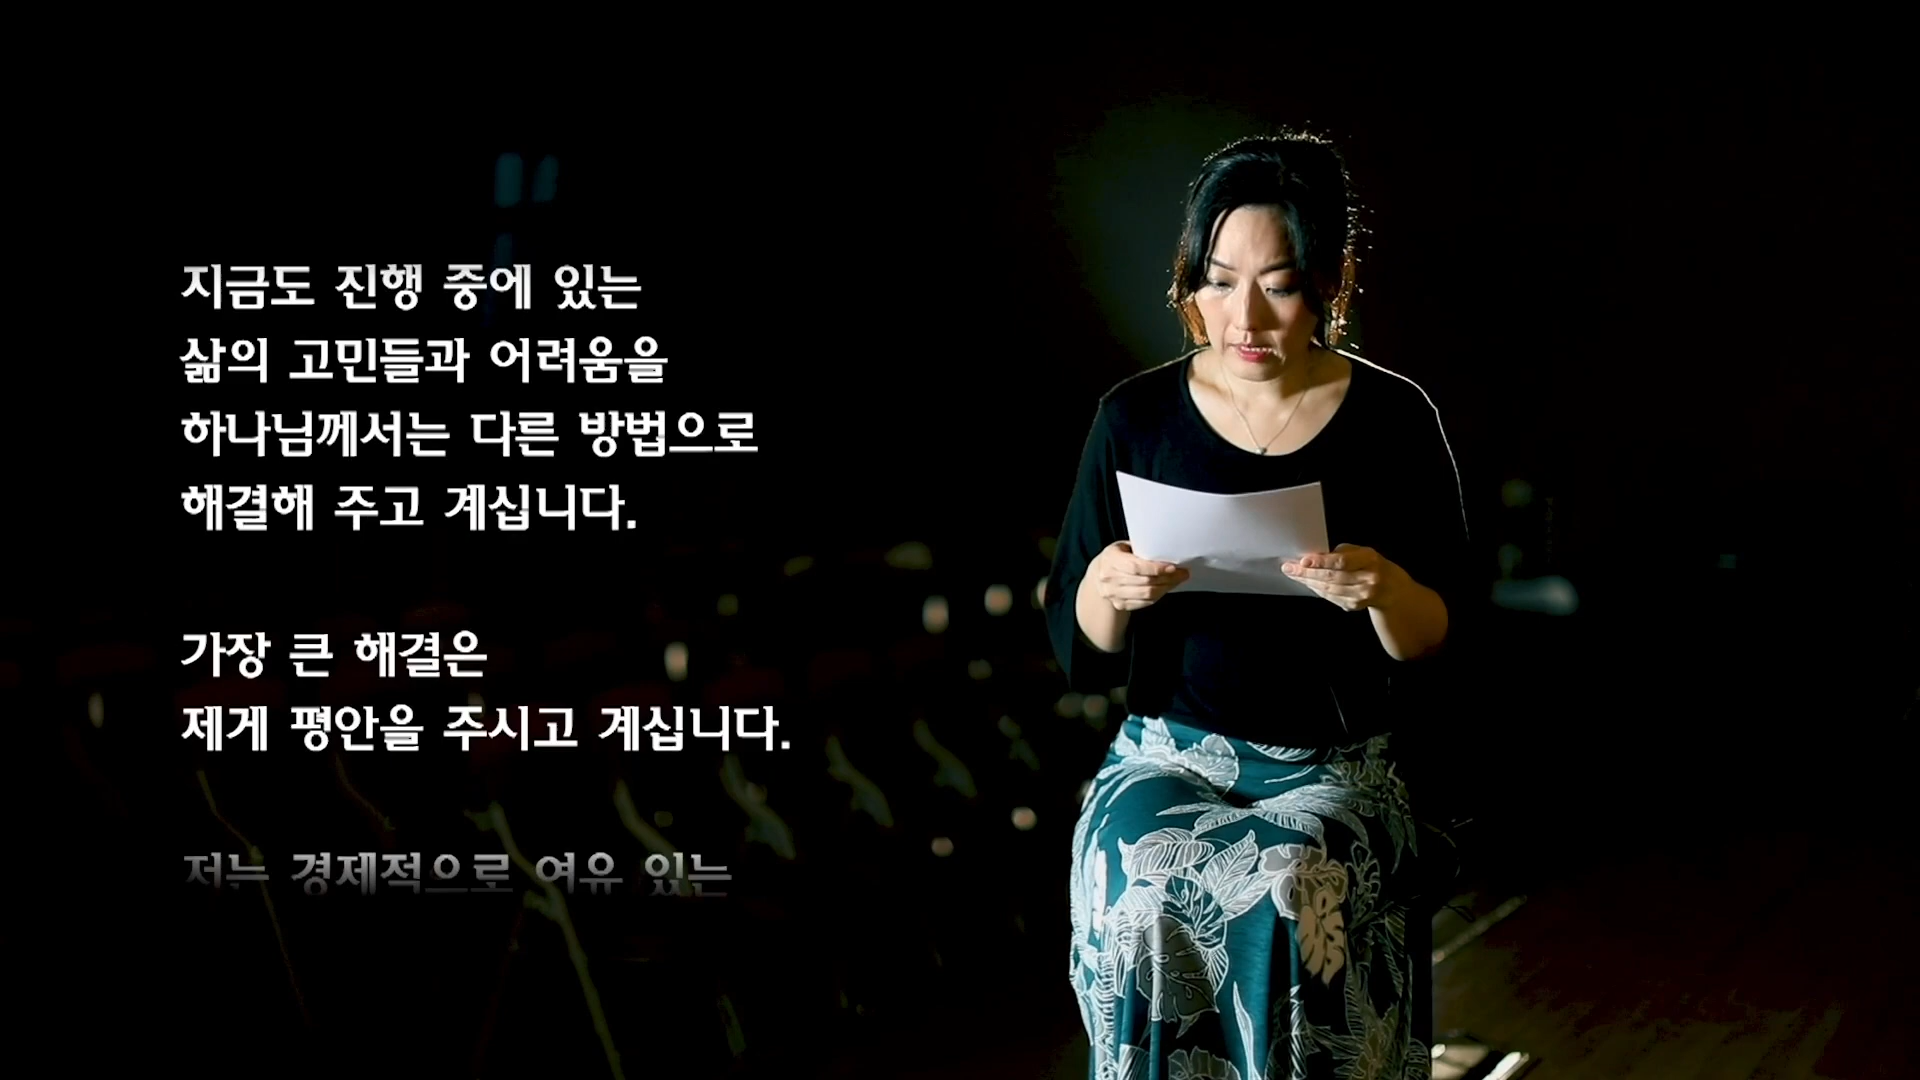 지금도 진행 중에 있는
삶의 고민들과 어려움을
하나님께서는 다른 방법으로
해결해 주고 계십니다.
가장 큰 해결은
제게 평안을 주시고 계십니다.
저는 경제적으로 여유 있는